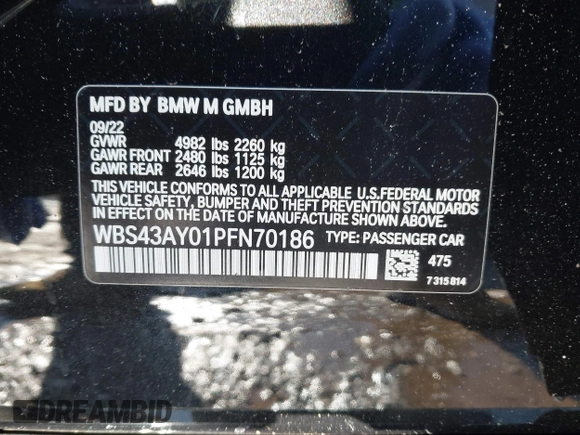 MFD BY BMW M GMBH
09/22
GVWR 4982 lbs 2260 kg
GAWR FRONT 2480 lbs 1125 kg
GAWR REAR 2646 lbs 1200 kg
THIS VEHICLE CONFORMS TO ALL APPLICABLE U.S.FEDERAL MOTOR
VEHICLE SAFETY, BUMPER, AND THEFT PREVENTION STANDARDS
IN EFFECT ON THE DATE OF MANUFACTURE SHOWN ABOVE.
WBS43AY01PFN70186 TYPE: PASSENGER CAR
475
7 315 814
DREAMBID